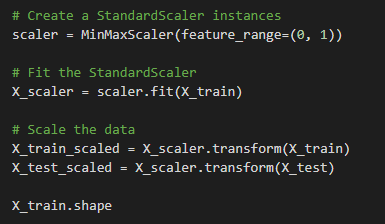 # Create a StandardScaler instances
scaler = MinMaxScaler(feature_range=(0, 1))
# Fit the StandardScaler
X_scaler = scaler.fit(X_train)
# Scale the data
X_train_scaled = X_scaler.transform(X_train)
X_test_scaled = X_scaler.transform(X_test)
X_train.shape